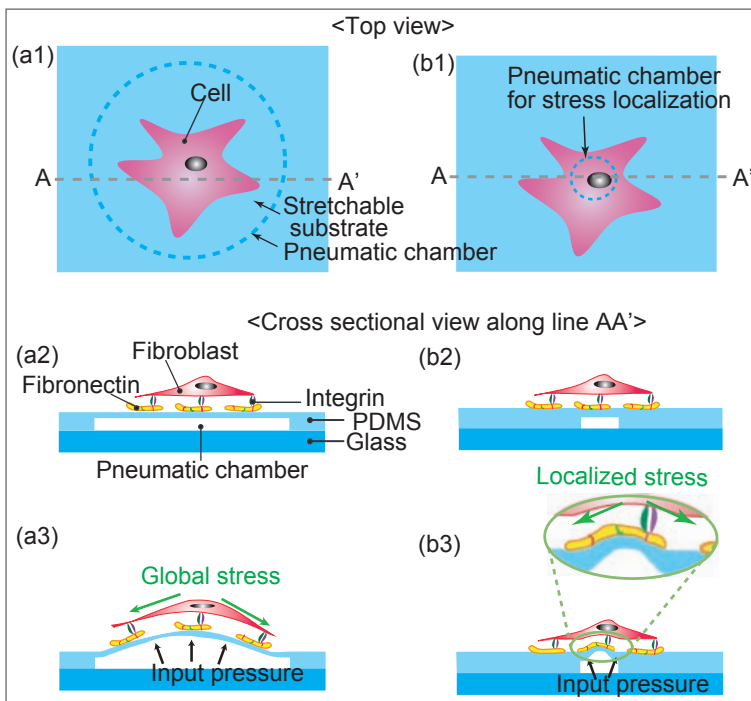 <Top view>
(a1)
Cell
A
A’
Stretchable
substrate
Pneumatic chamber
(b1)
Pneumatic chamber
for stress localization
A
A’
<Cross sectional view along line AA’>
(a2)
Fibroblast
Fibronectin
Integrin
PDMS
Glass
Pneumatic chamber
(b2)
(a3)
Global stress
Input pressure
Localized stress
(b3)
Input pressure